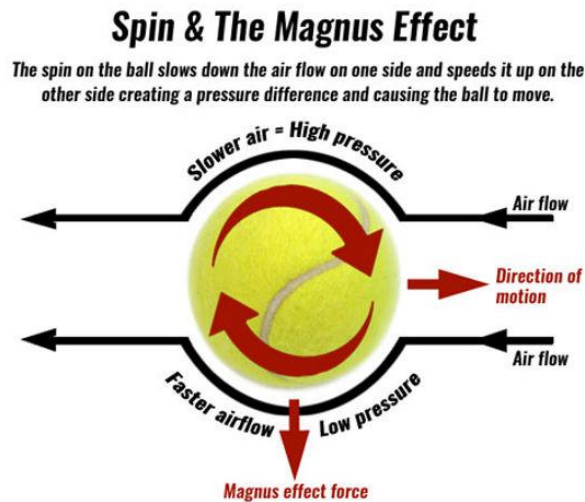 Spin & The Magnus Effect
The spin on the ball slows down the air flow on one side and speeds it up on the
other side creating a pressure difference and causing the ball to move.
Slower air = High pressure
Air flow
Direction of
motion
Air flow
Faster airflow
Low pressure
Magnus effect force